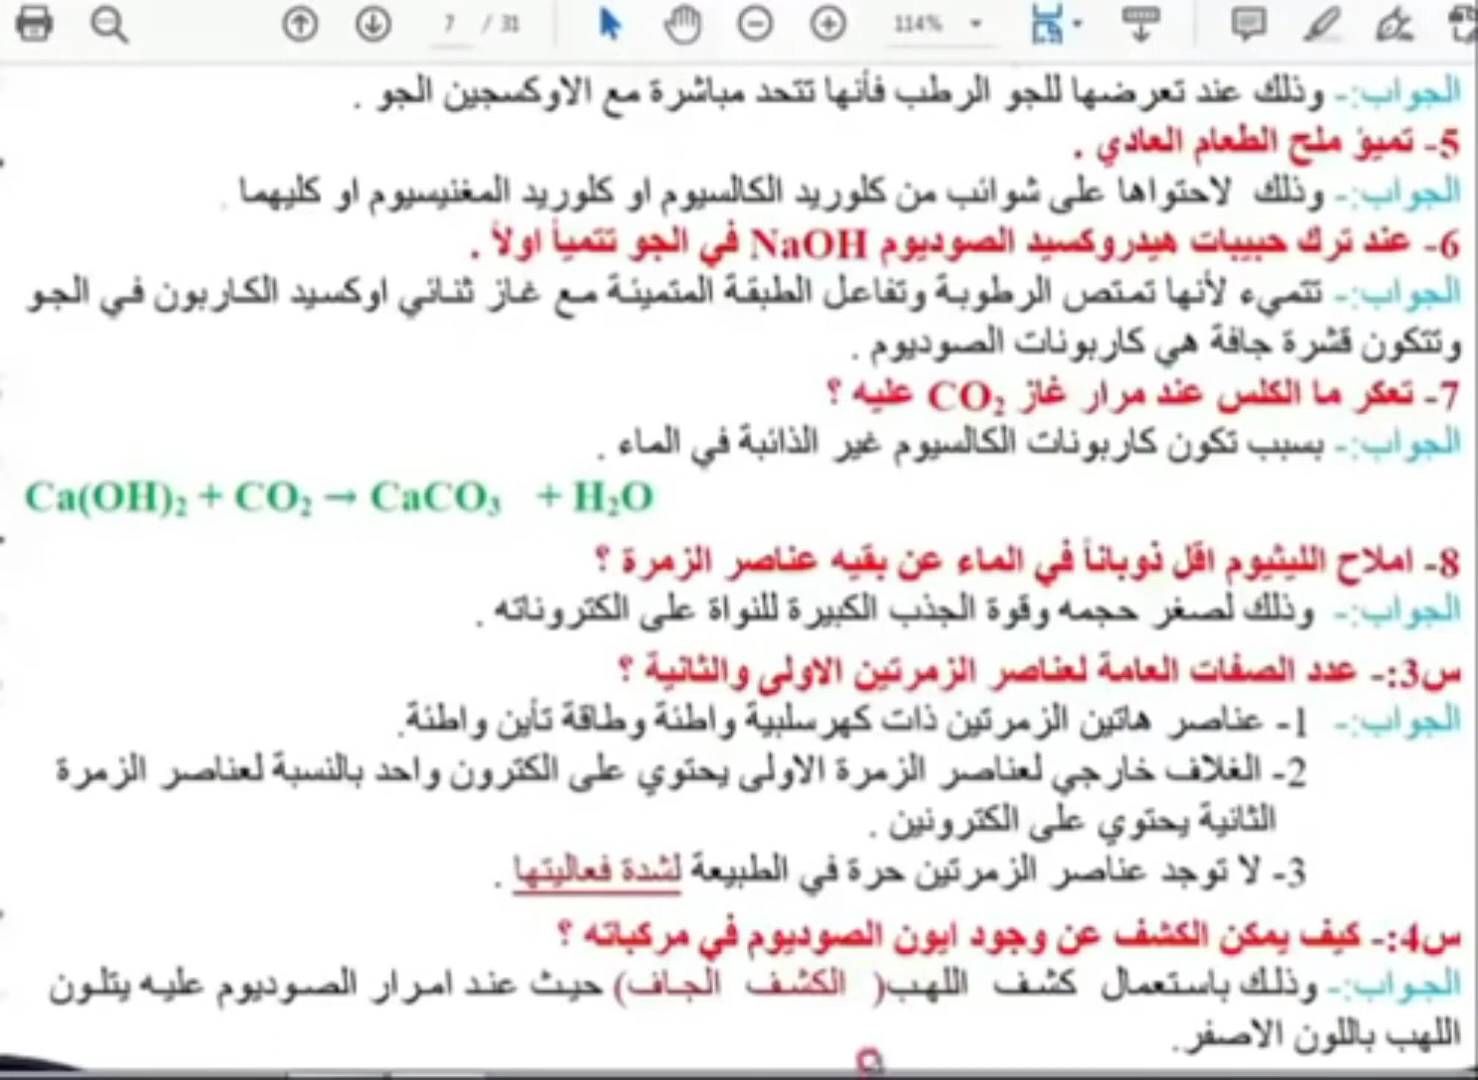 7 / 31 114%
الجواب:- وذلك عند تعرضها للجو الرطب فأنها تتحد مباشرة مع الاوكسجين الجو .
5- تميؤ ملح الطعام العادي .
الجواب:- وذلك لاحتواها على شوائب من كلوريد الكالسيوم او كلوريد المغنيسيوم او كليهما
6- عند ترك حبيبات هيدروكسيد الصوديوم NaOH في الجو تتميأ اولاً .
الجواب:- تتميء لأنها تمتص الرطوبة وتفاعل الطبقة المتميئة مع غاز ثنائي اوكسيد الكاربون في الجو
وتتكون قشرة جافة هي كاربونات الصوديوم .
7- تعكر ما الكلس عند مرار غاز CO₂ عليه ؟
الجواب:- بسبب تكون كاربونات الكالسيوم غير الذائبة في الماء .
Ca(OH)₂ + CO₂ → CaCO₃ + H₂O
8- املاح الليثيوم اقل ذوباناً في الماء عن بقيه عناصر الزمرة ؟
الجواب:- وذلك لصغر حجمه وقوة الجذب الكبيرة للنواة على الكتروناته .
س3:- عدد الصفات العامة لعناصر الزمرتين الاولى والثانية ؟
الجواب:- 1- عناصر هاتين الزمرتين ذات كهرسلبية واطئة وطاقة تأين واطئة.
2- الغلاف خارجي لعناصر الزمرة الاولى يحتوي على الكترون واحد بالنسبة لعناصر الزمرة
الثانية يحتوي على الكترونين .
3- لا توجد عناصر الزمرتين حرة في الطبيعة لشدة فعاليتها .
س4:- كيف يمكن الكشف عن وجود ايون الصوديوم في مركباته ؟
الجواب:- وذلك باستعمال كشف اللهب( الكشف الجاف) حيث عند امرار الصوديوم عليه يتلون
اللهب باللون الاصفر.